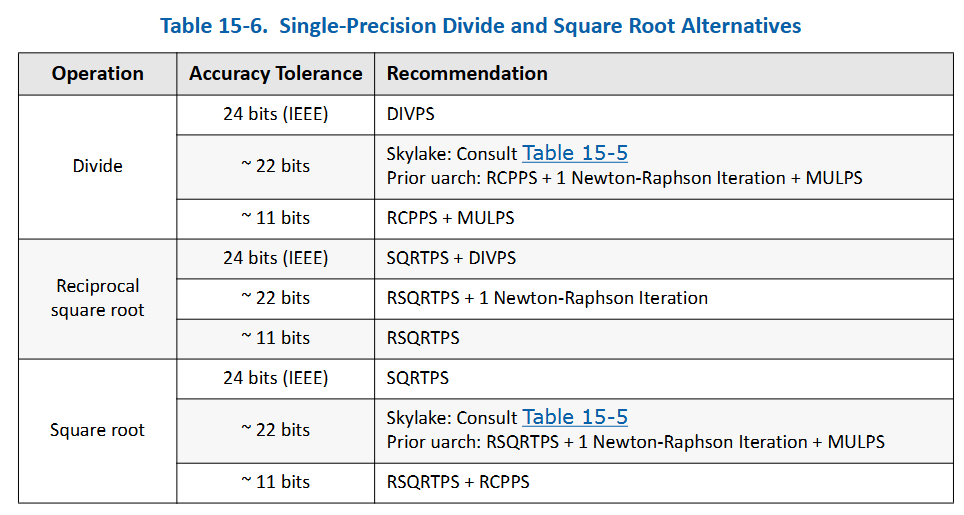 Table 15-6. Single-Precision Divide and Square Root Alternatives
Operation Accuracy Tolerance Recommendation
Divide
24 bits (IEEE) DIVPS
~ 22 bits
Skylake: Consult Table 15-5
Prior uarch: RCPPS + 1 Newton-Raphson Iteration + MULPS
~ 11 bits RCPPS + MULPS
Reciprocal
square root
24 bits (IEEE) SQRTPS + DIVPS
~ 22 bits RSQRTPS + 1 Newton-Raphson Iteration
~ 11 bits RSQRTPS
Square root
24 bits (IEEE) SQRTPS
~ 22 bits
Skylake: Consult Table 15-5
Prior uarch: RSQRTPS + 1 Newton-Raphson Iteration + MULPS
~ 11 bits RSQRTPS + RCPPS